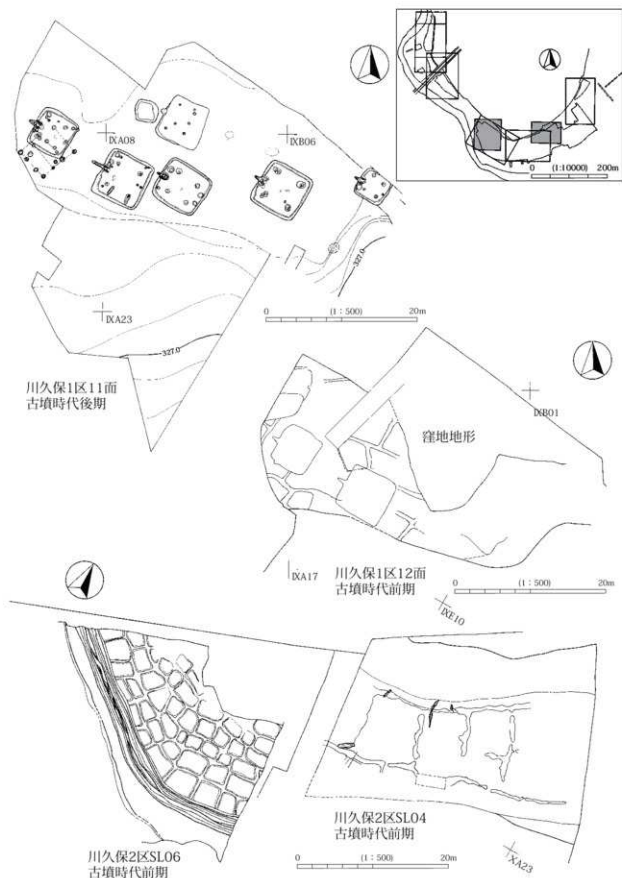 0 (1:10000) 200m
IXA08
IXB06
327.0
IXA23
0 (1:500) 20m
327.0
川久保1区11面
古墳時代後期
IXB01
窪地地形
川久保1区12面
古墳時代前期
IXA17
0 (1:500) 20m
IXE10
川久保2区SL04
古墳時代前期
川久保2区SL06
古墳時代前期
0 (1:500) 20m
XA23